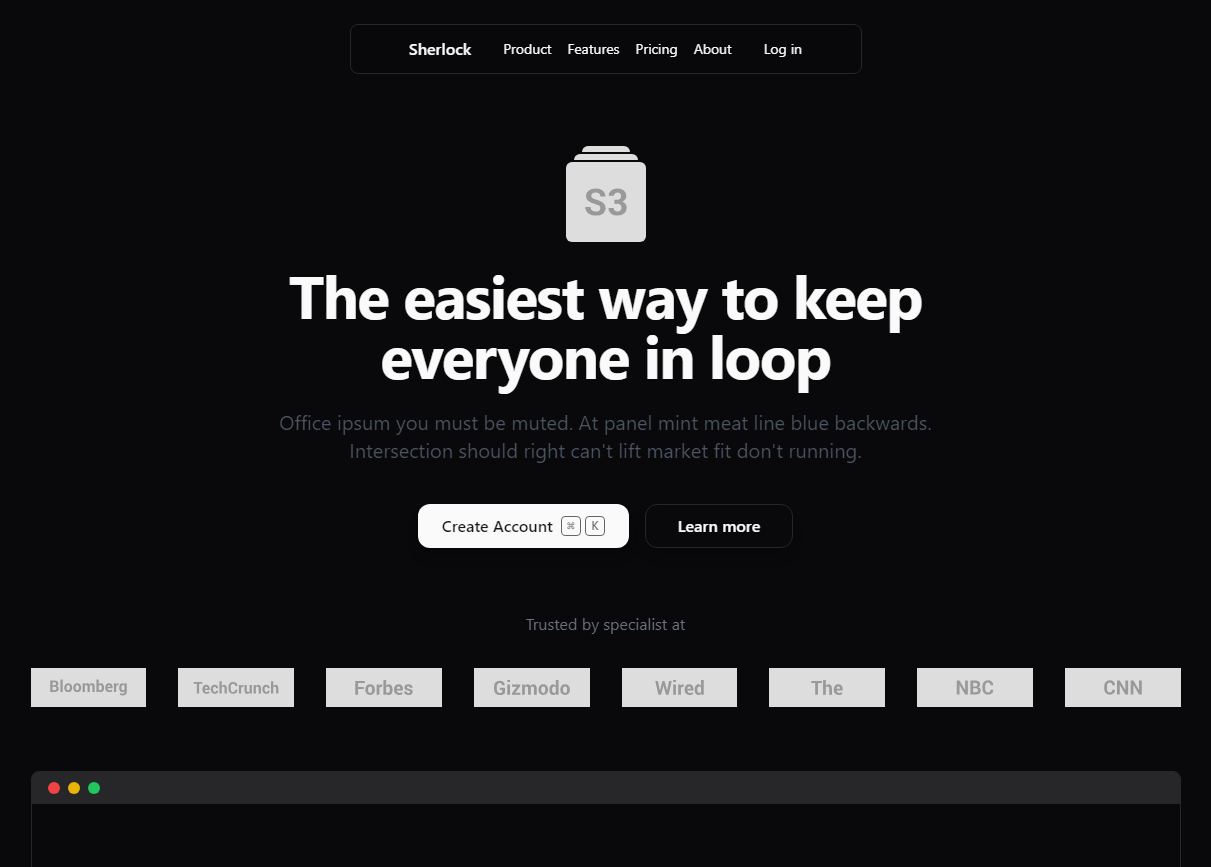 Sherlock Product Features Pricing About Log in
S3
The easiest way to keep
everyone in loop
Office ipsum you must be muted. At panel mint meat line blue backwards.
Intersection should right can't lift market fit don't running.
Create Account ⌘ K Learn more
Trusted by specialist at
Bloomberg TechCrunch Forbes Gizmodo Wired The NBC CNN